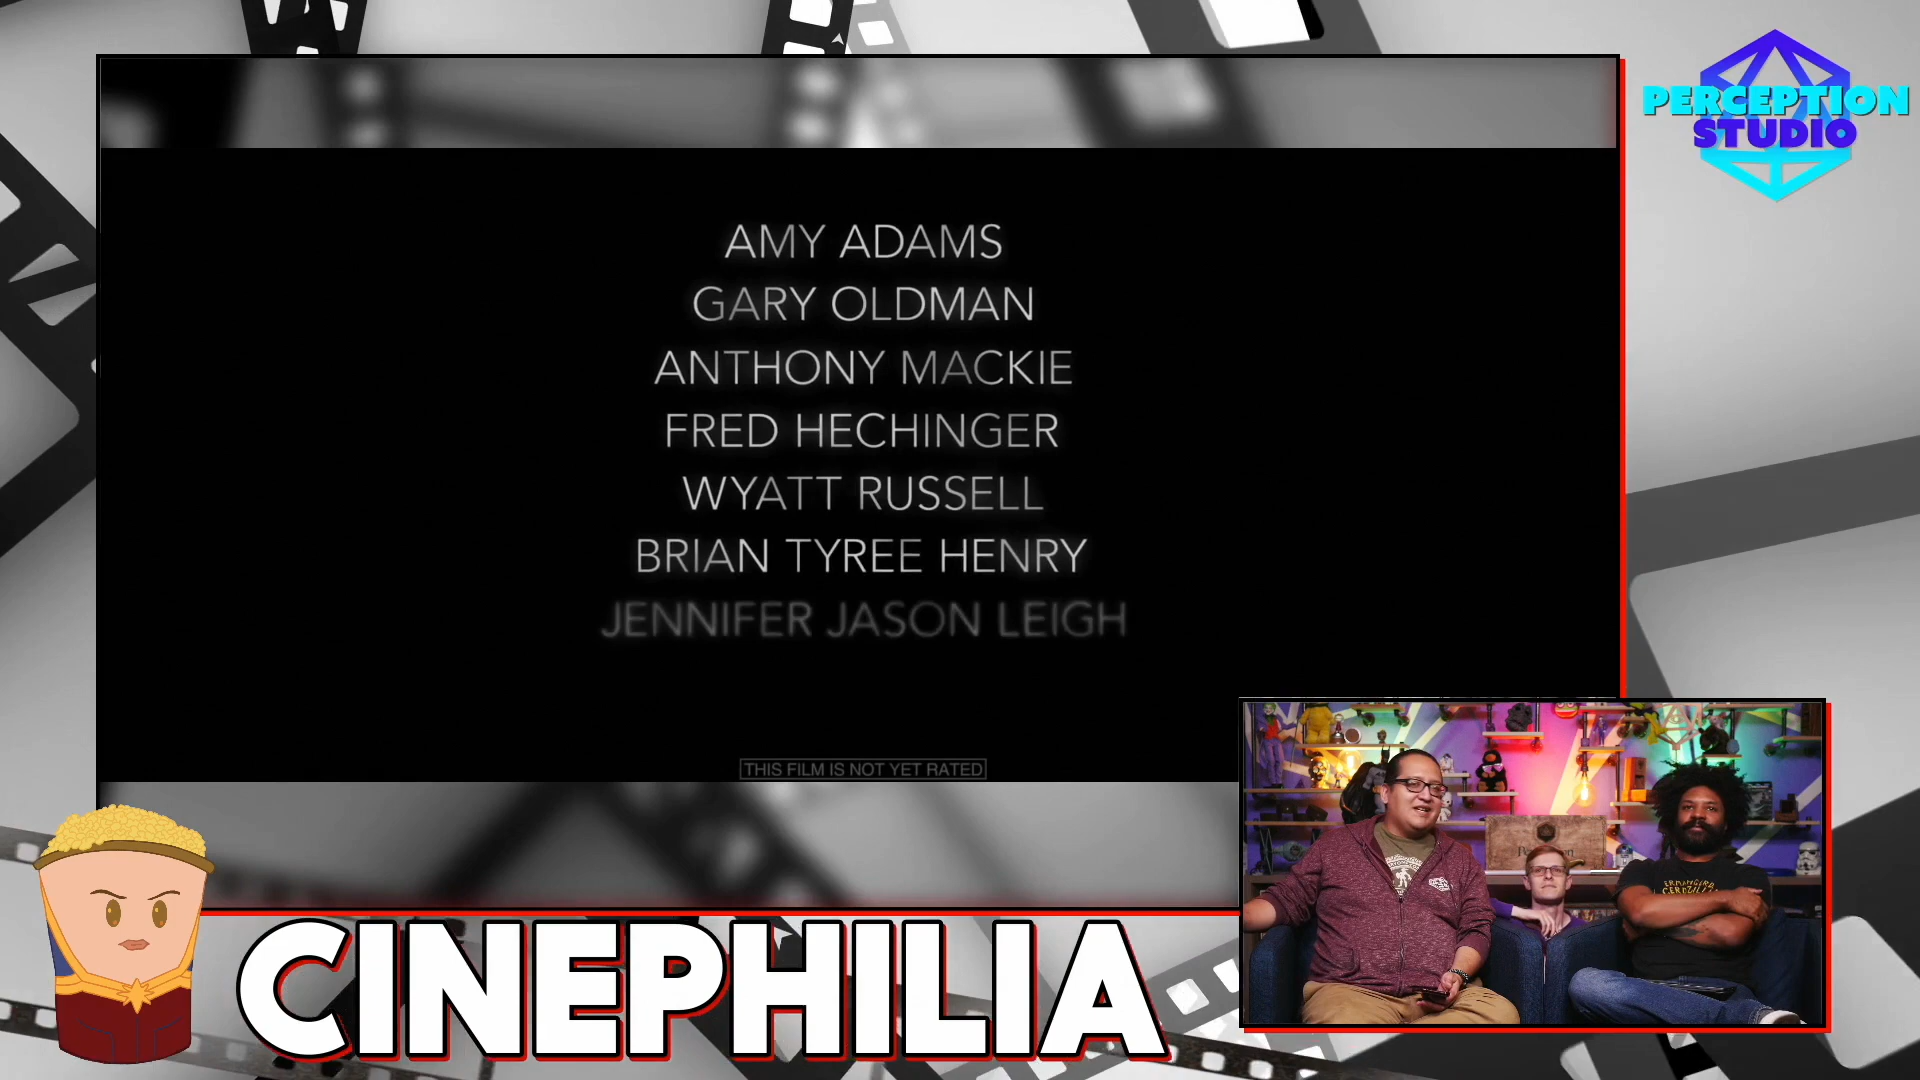 PERCEPTION
STUDIO
AMY ADAMS
GARY OLDMAN
ANTHONY MACKIE
FRED HECHINGER
WYATT RUSSELL
BRIAN TYREE HENRY
JENNIFER JASON LEIGH
THIS FILM IS NOT YET RATED
CINEPHILIA